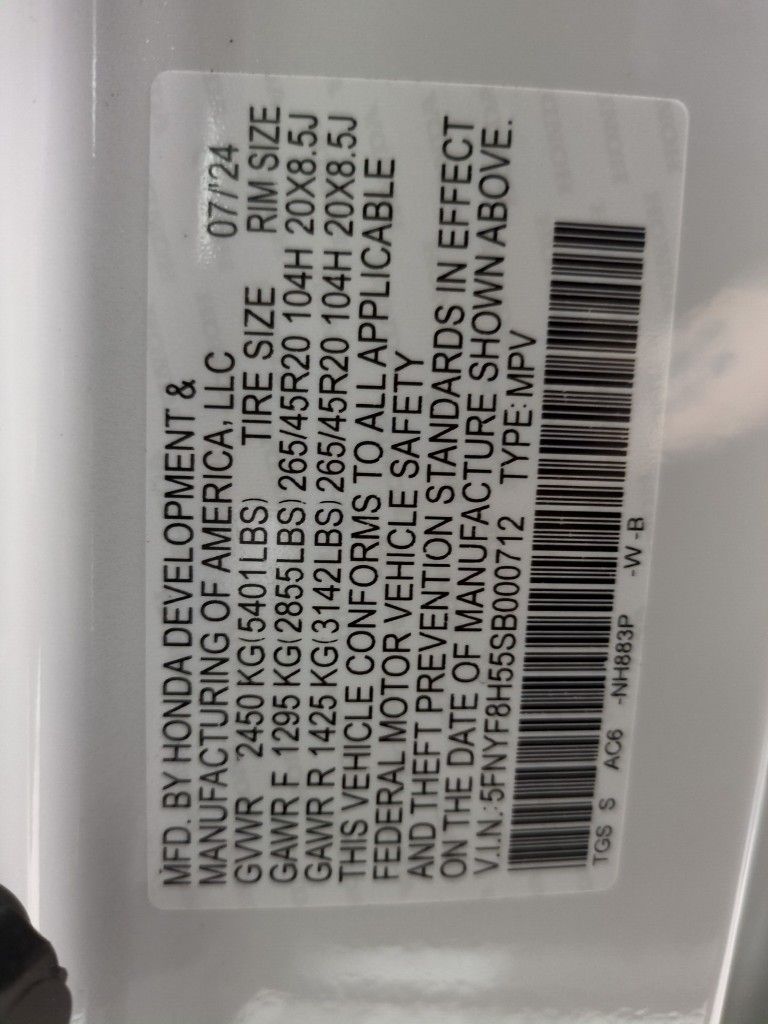 MFD. BY HONDA DEVELOPMENT &
MANUFACTURING OF AMERICA, LLC 07/'24
GVWR 2450 KG(5401LBS) TIRE SIZE RIM SIZE
GAWR F 1295 KG(2855LBS) 265/45R20 104H 20X8.5J
GAWR R 1425 KG(3142LBS) 265/45R20 104H 20X8.5J
THIS VEHICLE CONFORMS TO ALL APPLICABLE
FEDERAL MOTOR VEHICLE SAFETY
AND THEFT PREVENTION STANDARDS IN EFFECT
ON THE DATE OF MANUFACTURE SHOWN ABOVE.
V.I.N.:5FNYF8H55SB000712 TYPE:MPV
TGS S AC6 -NH883P -W -B